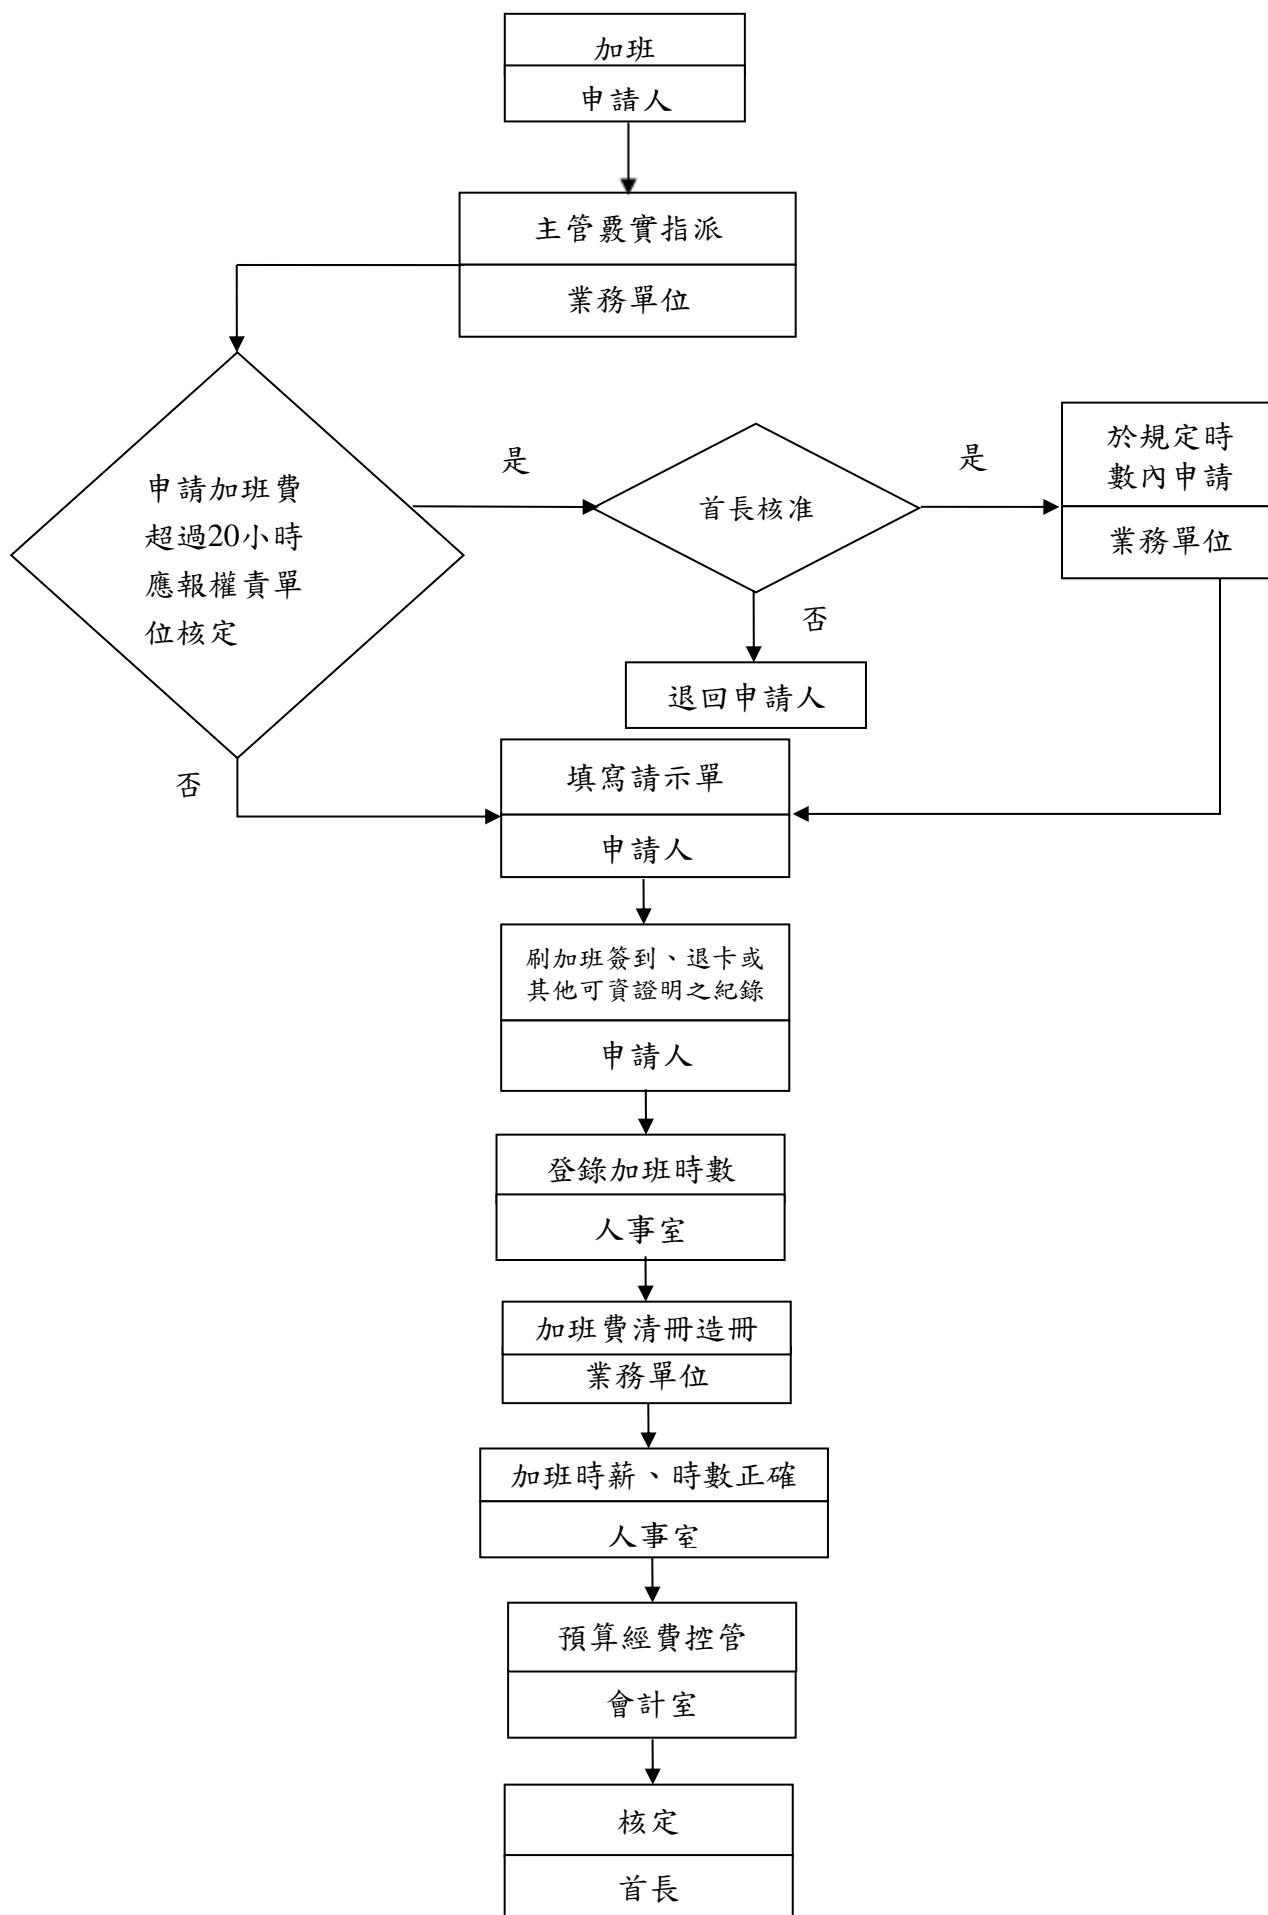 加班
申請人
主管覈實指派
業務單位
申請加班費
超過20小時
應報權責單
位核定
是
首長核准
是
於規定時
數內申請
業務單位
否
退回申請人
否
填寫請示單
申請人
刷加班簽到、退卡或
其他可資證明之紀錄
申請人
登錄加班時數
人事室
加班費清冊造冊
業務單位
加班時薪、時數正確
人事室
預算經費控管
會計室
核定
首長